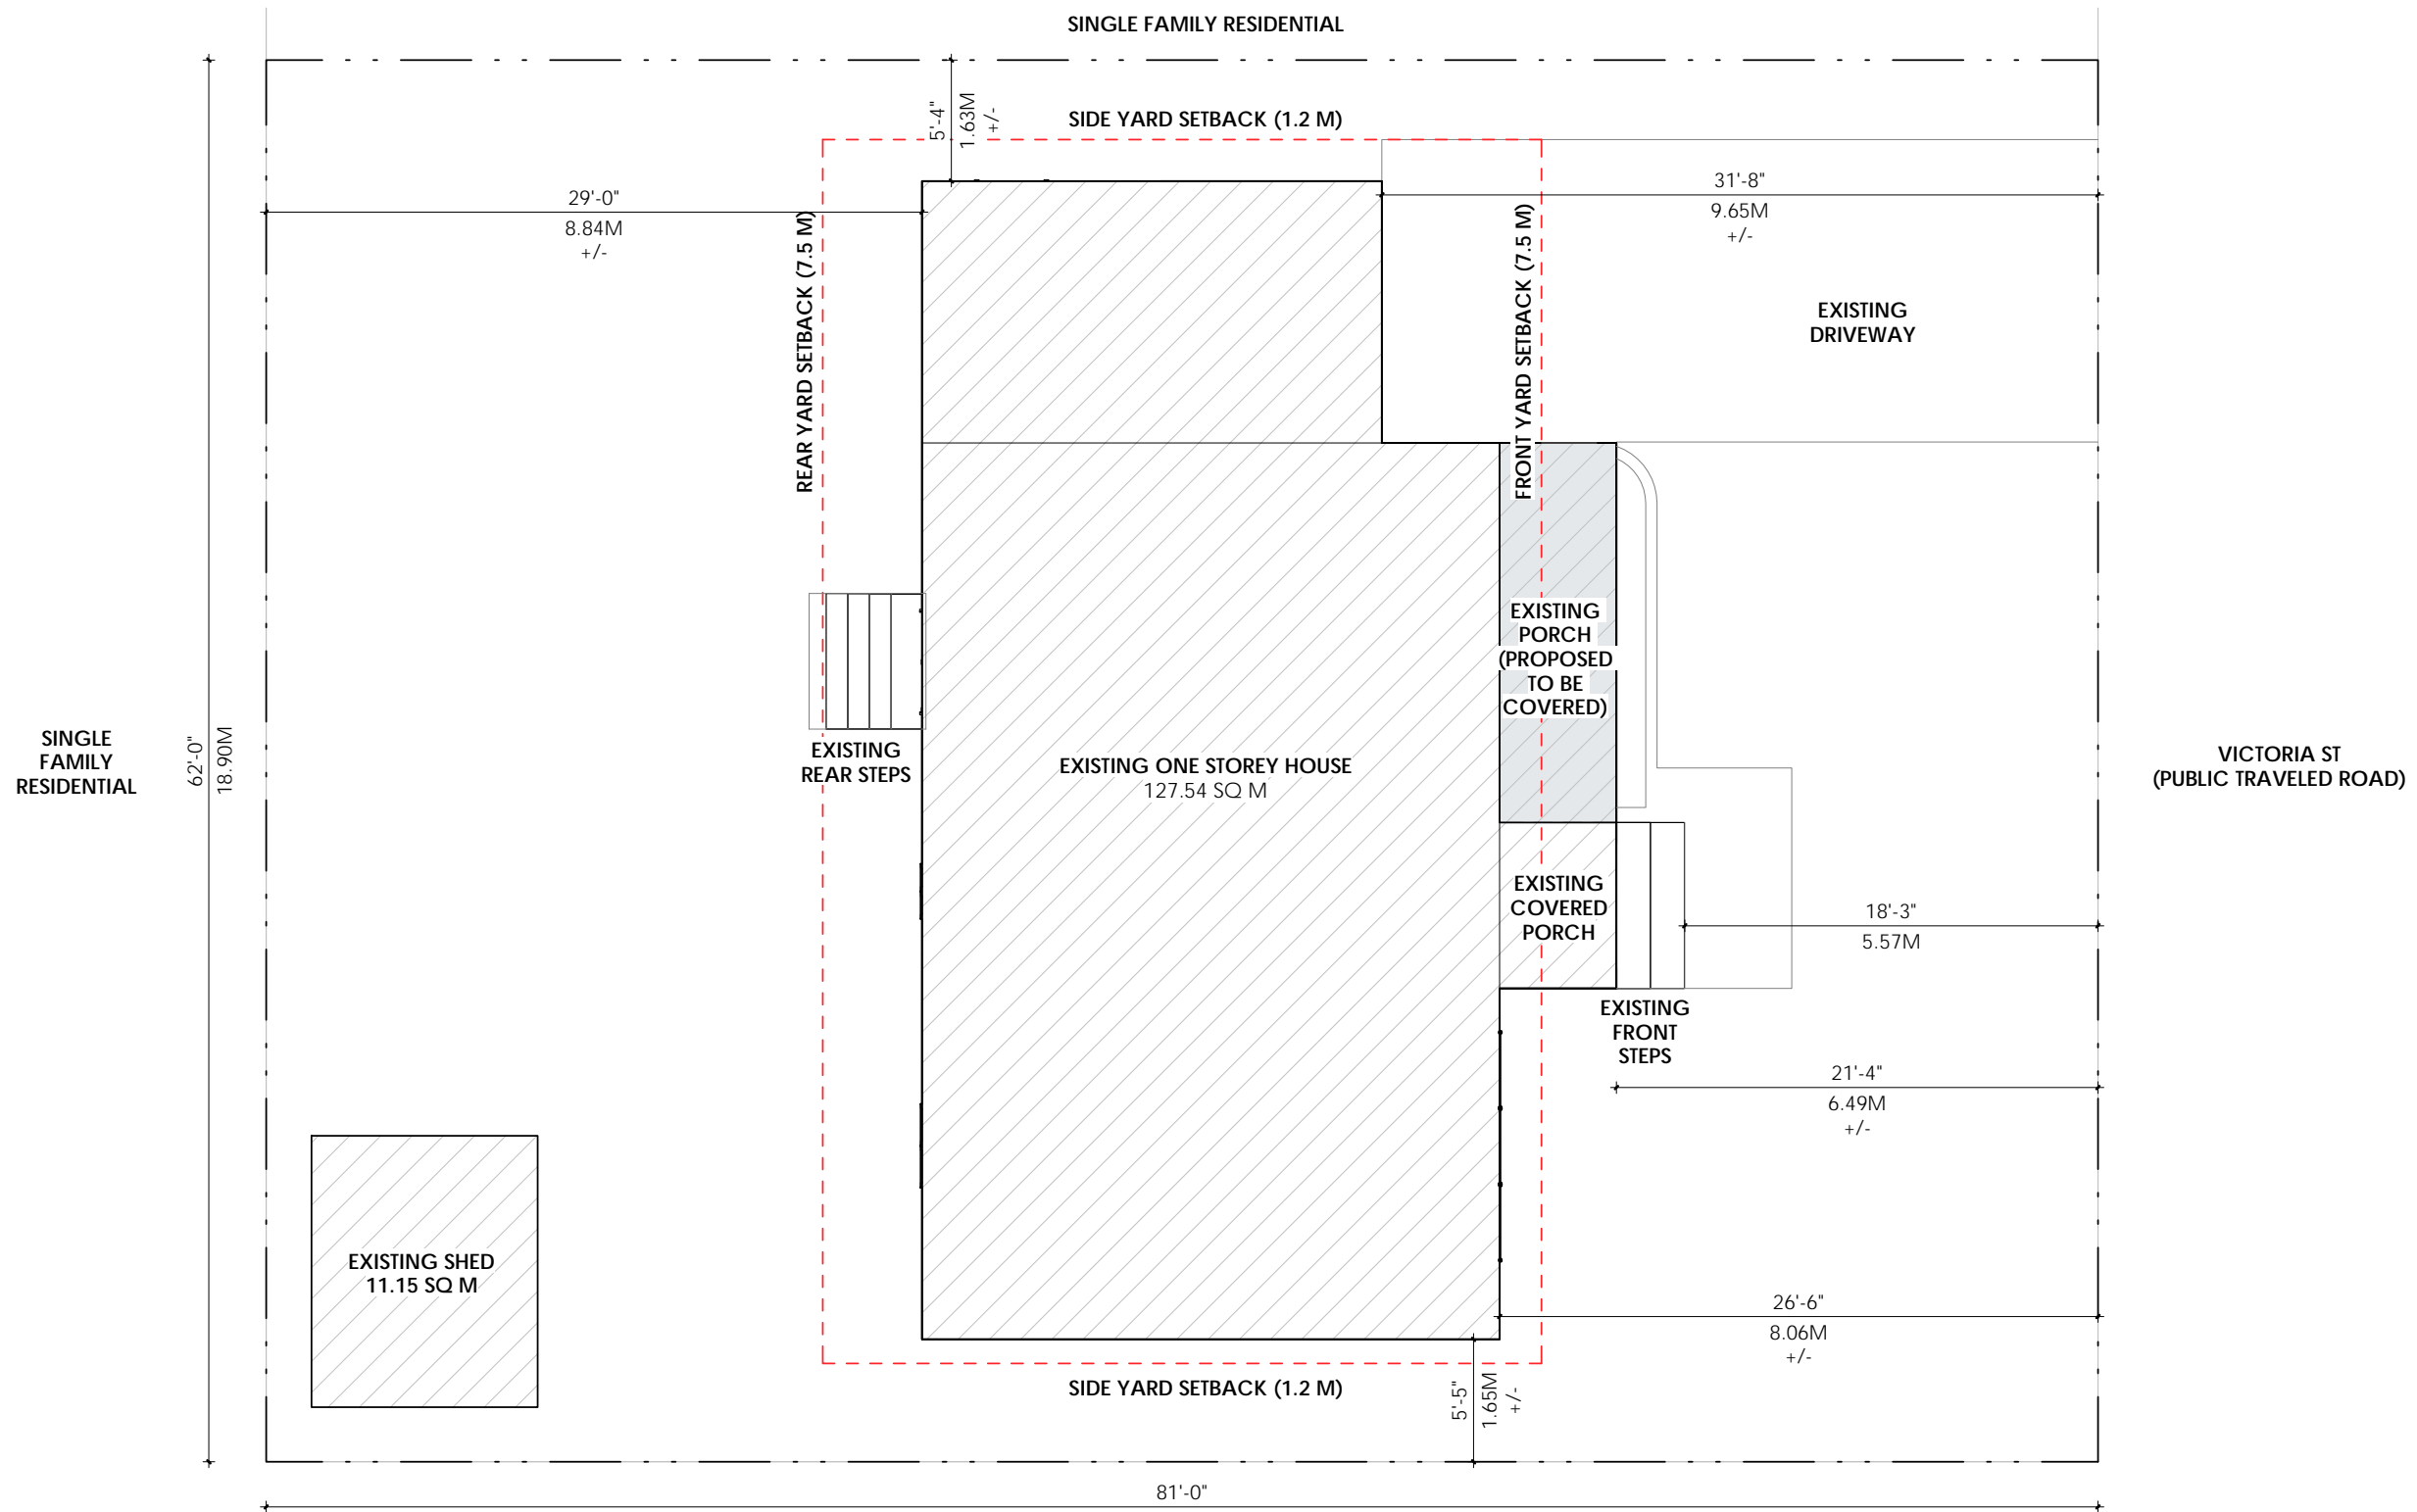 SINGLE FAMILY RESIDENTIAL
SIDE YARD SETBACK (1.2 M)
5'-4"
1.63M
+/-
29'-0"
8.84M
+/-
31'-8"
9.65M
+/-
REAR YARD SETBACK (7.5 M)
FRONT YARD SETBACK (7.5 M)
EXISTING
DRIVEWAY
EXISTING
PORCH
(PROPOSED
TO BE
COVERED)
SINGLE
FAMILY
RESIDENTIAL
62'-0"
18.90M
EXISTING
REAR STEPS
EXISTING ONE STOREY HOUSE
127.54 SQ M
VICTORIA ST
(PUBLIC TRAVELED ROAD)
EXISTING
COVERED
PORCH
18'-3"
5.57M
EXISTING
FRONT
STEPS
21'-4"
6.49M
+/-
EXISTING SHED
11.15 SQ M
26'-6"
8.06M
+/-
SIDE YARD SETBACK (1.2 M)
5'-5"
1.65M
+/-
81'-0"